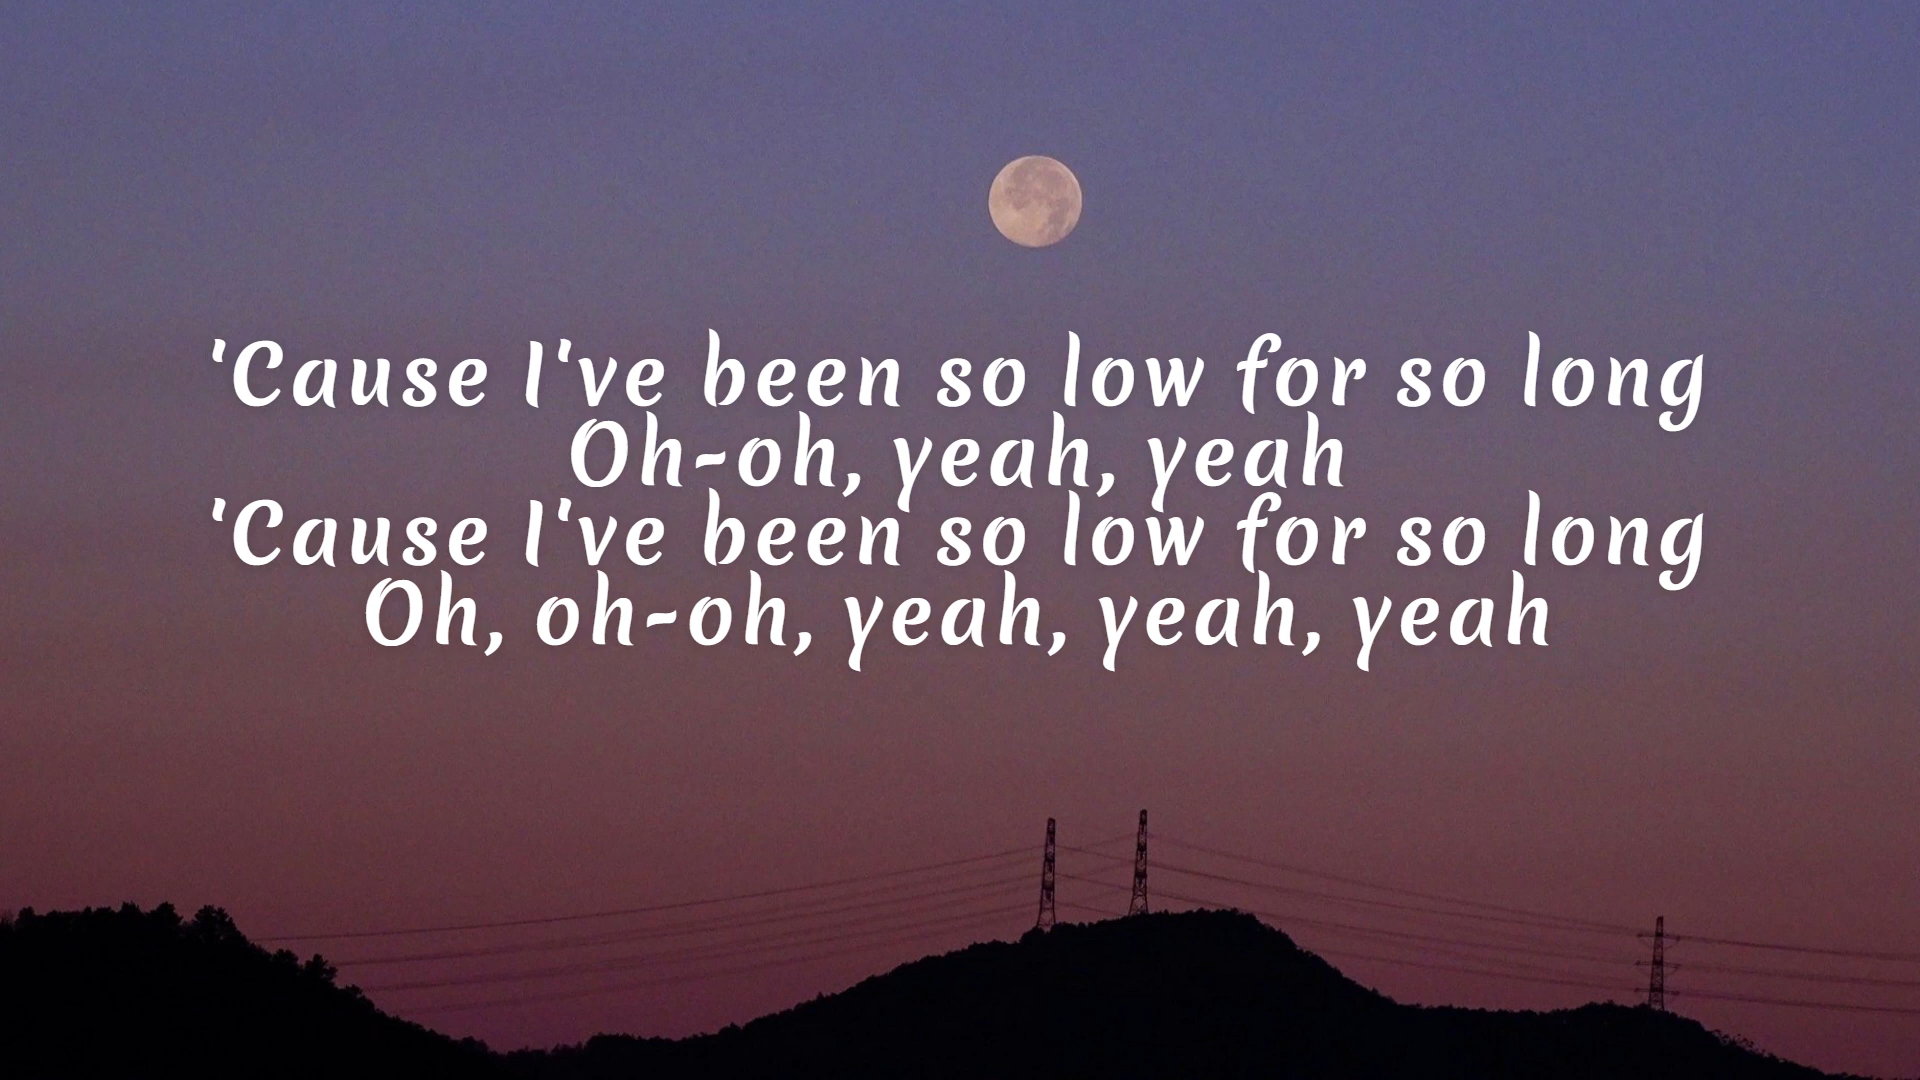 'Cause I've been so low for so long
Oh-oh, yeah, yeah
'Cause I've been so low for so long
Oh, oh-oh, yeah, yeah, yeah